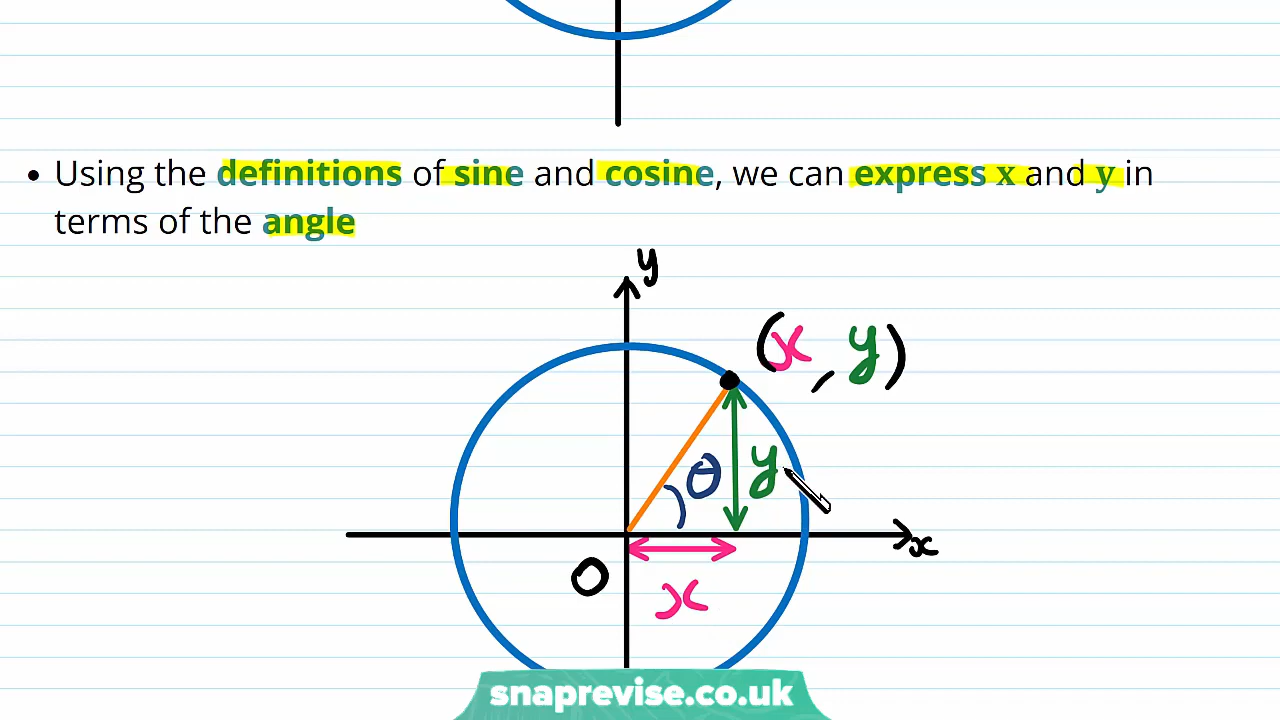 • Using the definitions of sine and cosine, we can express x and y in
terms of the angle
y
(x, y)
θ
y
x
O
x
snaprevise.co.uk